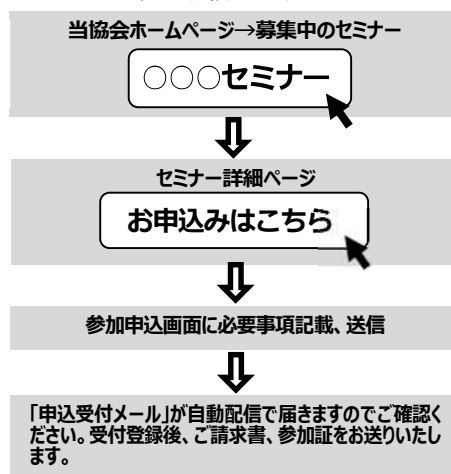 当協会ホームページ→募集中のセミナー
○○○セミナー
セミナー詳細ページ
お申込みはこちら
参加申込画面に必要事項記載、送信
「申込受付メール」が自動配信で届きますのでご確認く
ださい。受付登録後、ご請求書、参加証をお送りいたし
ます。